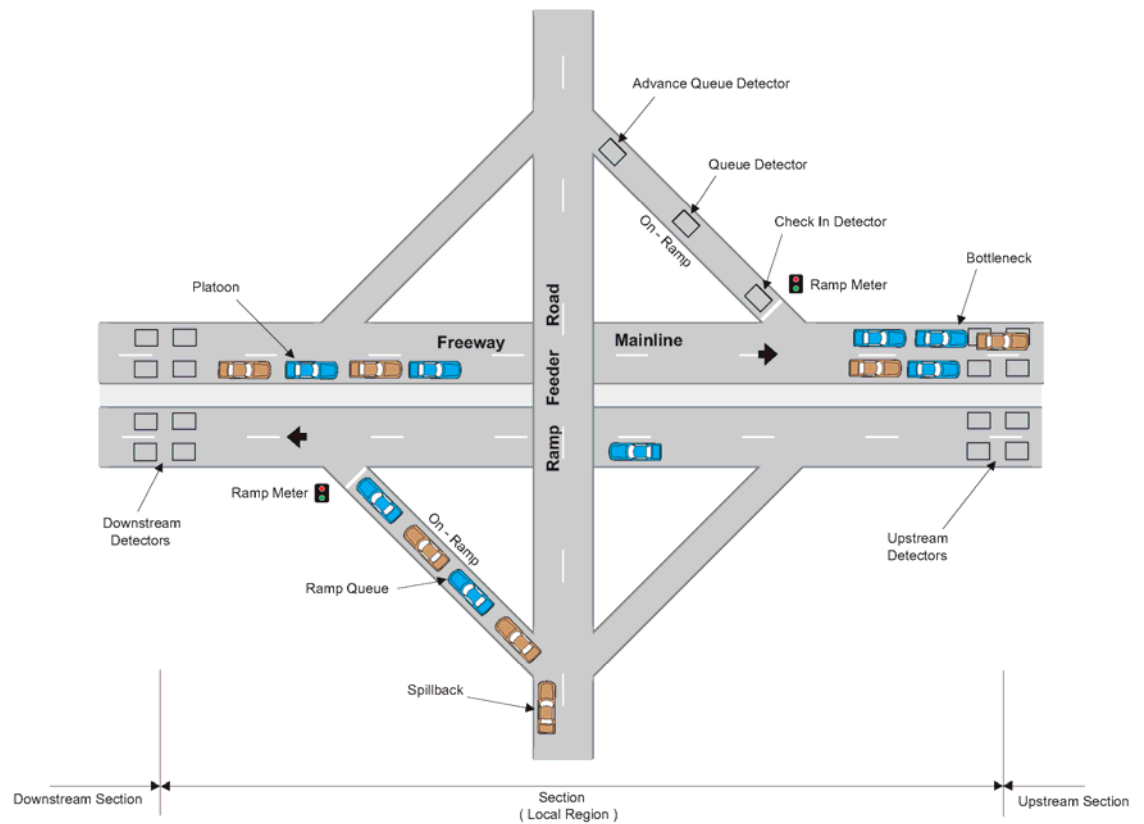 Advance Queue Detector
Queue Detector
On - Ramp
Check In Detector
Bottleneck
Ramp Meter
Platoon
Freeway
Mainline
Ramp Feeder Road
Ramp Meter
On - Ramp
Downstream
Detectors
Upstream
Detectors
Ramp Queue
Spillback
Downstream Section
Section
( Local Region )
Upstream Section